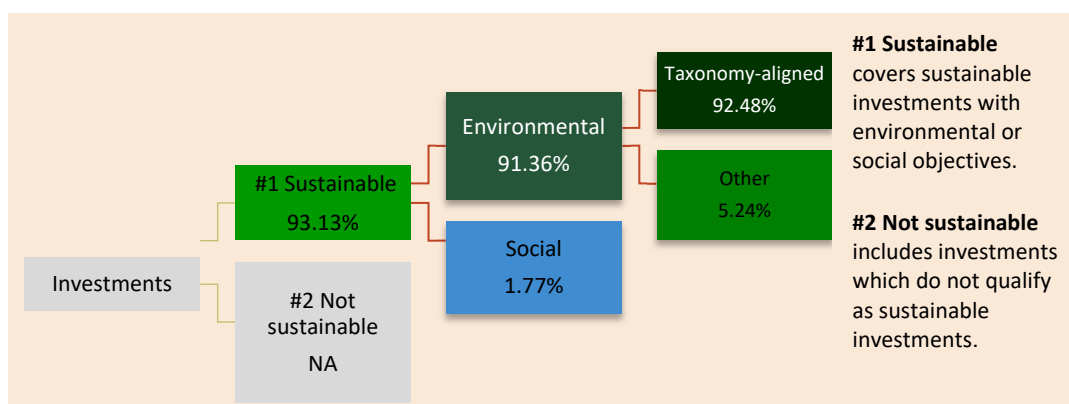 Investments
#1 Sustainable
93.13%
#2 Not
sustainable
NA
Environmental
91.36%
Social
1.77%
Taxonomy-aligned
92.48%
Other
5.24%
#1 Sustainable
covers sustainable
investments with
environmental or
social objectives.
#2 Not sustainable
includes investments
which do not qualify
as sustainable
investments.